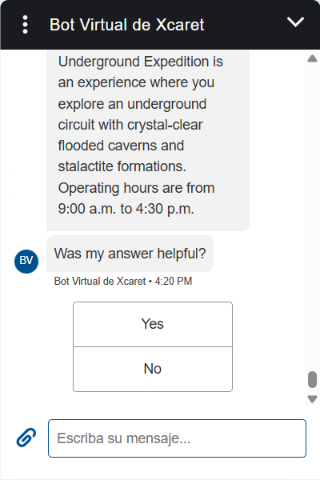 Bot Virtual de Xcaret
Underground Expedition is
an experience where you
explore an underground
circuit with crystal-clear
flooded caverns and
stalactite formations.
Operating hours are from
9:00 a.m. to 4:30 p.m.
Was my answer helpful?
BV
Bot Virtual de Xcaret • 4:20 PM
Yes
No
Escriba su mensaje...